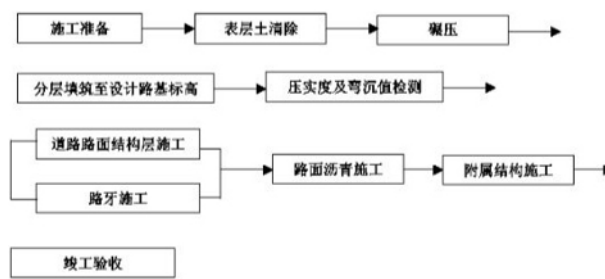 施工准备
表层土清除
碾压
分层填筑至设计路基标高
压实度及弯沉值检测
道路路面结构层施工
路牙施工
路面沥青施工
附属结构施工
竣工验收